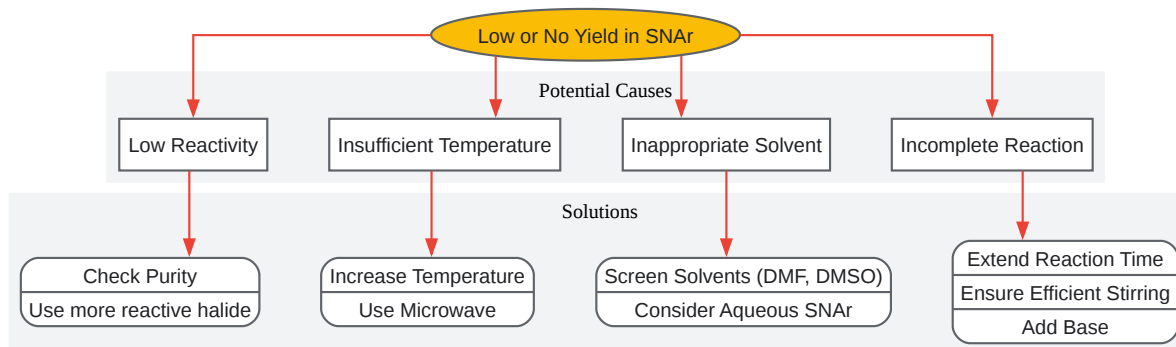 Low or No Yield in SNAr
Potential Causes
Low Reactivity
Insufficient Temperature
Inappropriate Solvent
Incomplete Reaction
Solutions
Check Purity
Use more reactive halide
Increase Temperature
Use Microwave
Screen Solvents (DMF, DMSO)
Consider Aqueous SNAr
Extend Reaction Time
Ensure Efficient Stirring
Add Base